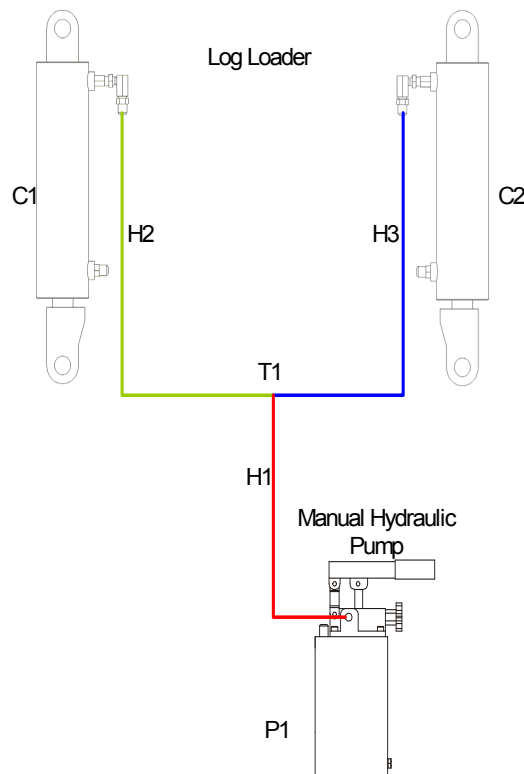 Log Loader
C1
C2
H2
H3
T1
H1
Manual Hydraulic
Pump
P1